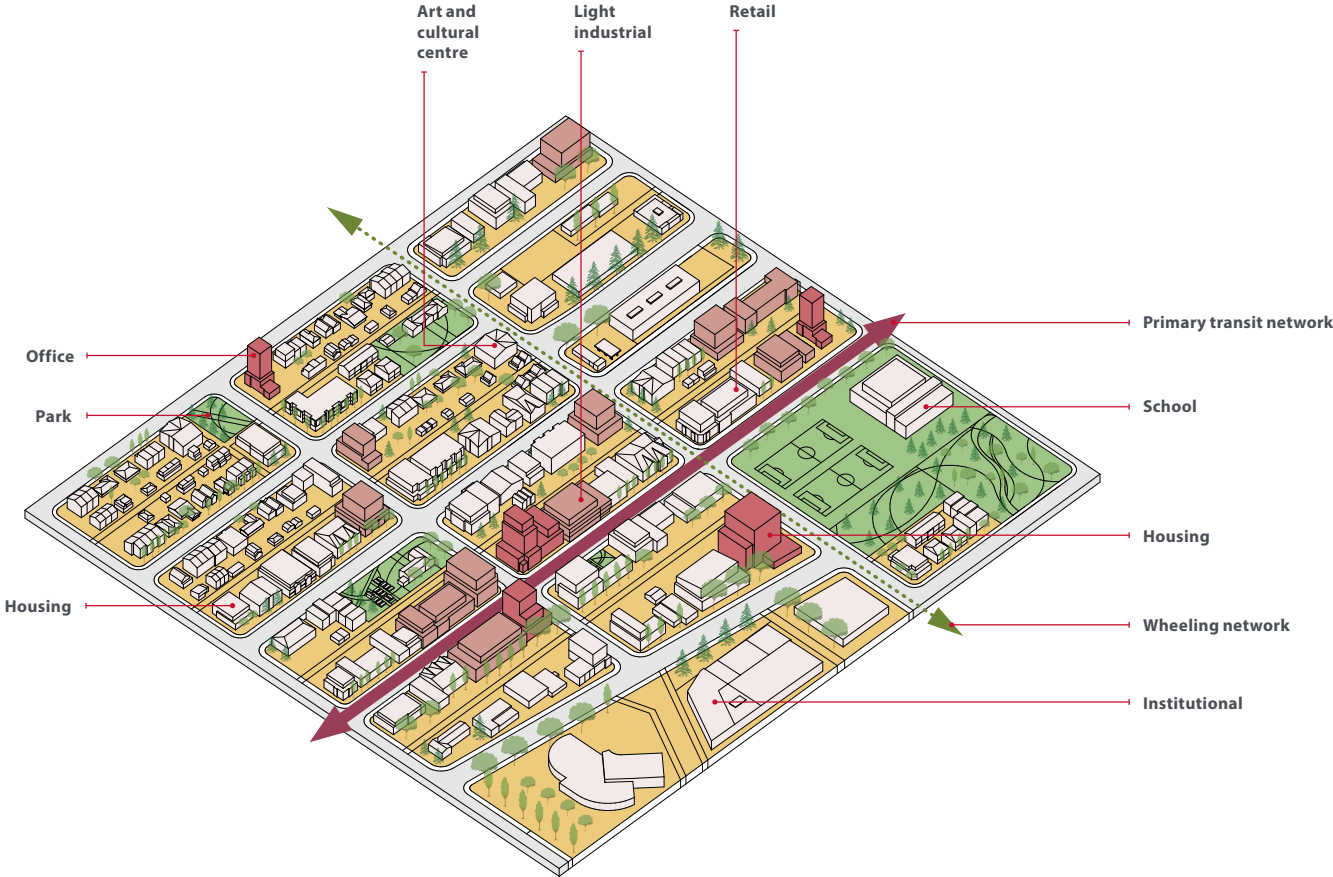 Art and
cultural
centre
Light
industrial
Retail
Primary transit network
Office
School
Park
Housing
Housing
Wheeling network
Institutional